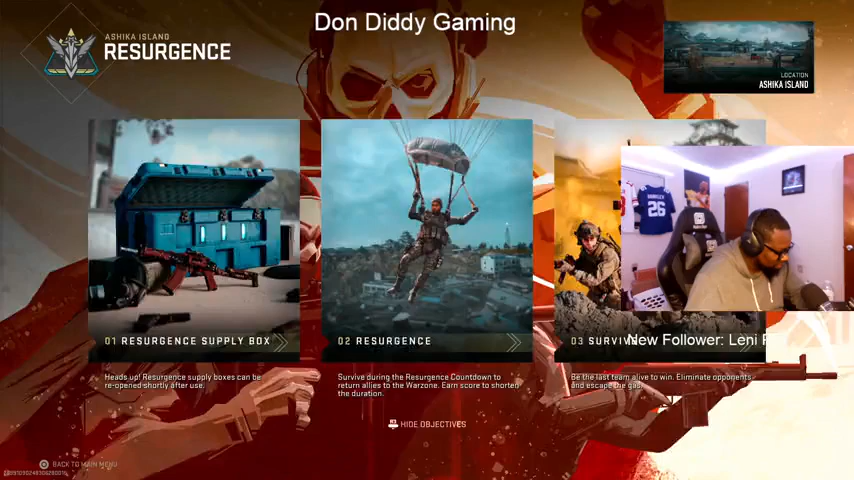 Don Diddy Gaming
ASHIKA ISLAND
RESURGENCE
LOCATION
ASHIKA ISLAND
26
01 RESURGENCE SUPPLY BOX
02 RESURGENCE
03 SURVIV
New Follower: Leni
Heads up! Resurgence supply boxes can be
re-opened shortly after use.
Survive during the Resurgence Countdown to
return allies to the Warzone. Earn score to shorten
the duration.
Be the last team alive to win. Eliminate opponents
and escape the gas.
HIDE OBJECTIVES
BACK TO MAIN MENU